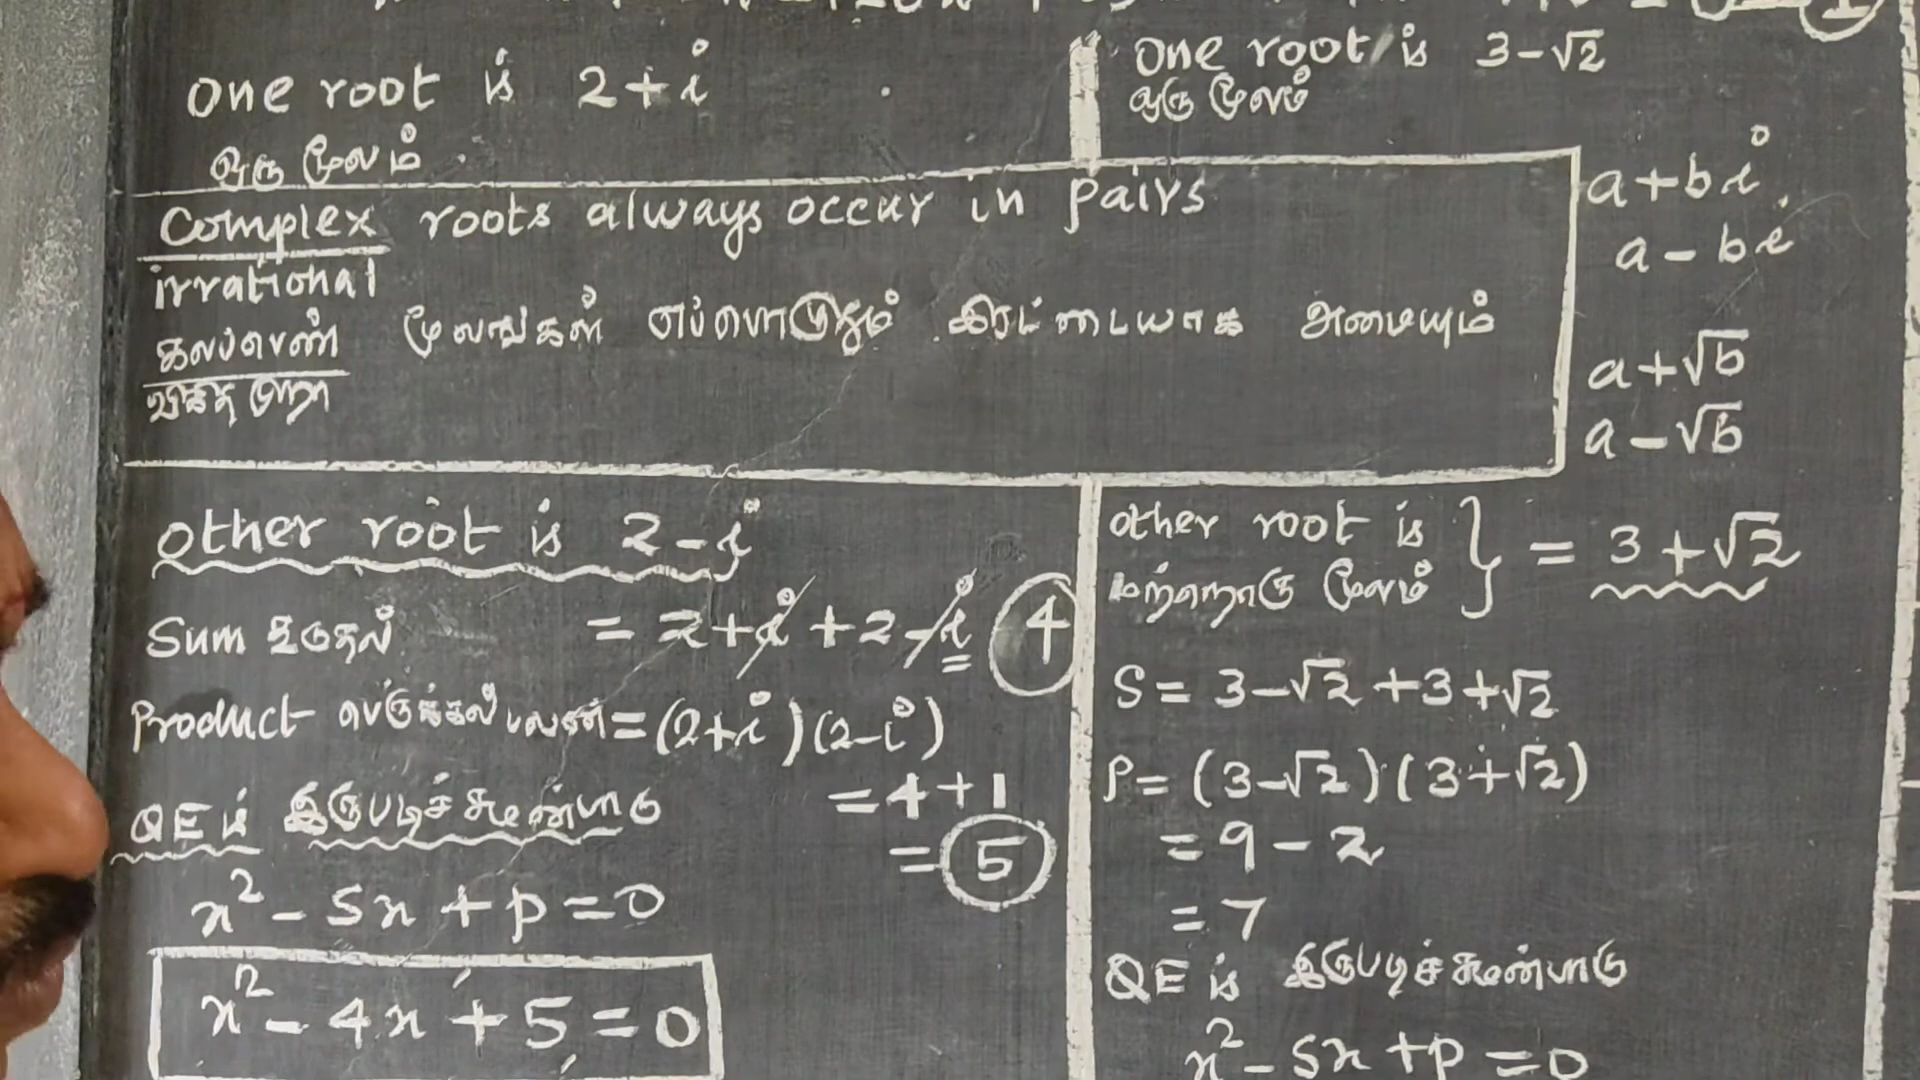 One root is 2+i
ஒரு மூலம்
One root is 3-√2
ஒரு மூலம்
Complex roots always occur in pairs
irrational
கலப்பெண் மூலங்கள் எப்பொழுதும் இரட்டையாக அமையும்
விகிதமுறா
a+bi
a-bi
a+√b
a-√b
Other root is 2-i
Sum கூடுதல் = 2+i+2-i 4
Product பெருக்கல் பலன் = (2+i)(2-i)
= 4+1
= 5
QE is இருபடிச் சமன்பாடு
x²-Sx+p=0
x²-4x+5=0
Other root is } = 3+√2
மற்றொரு மூலம்
S = 3-√2+3+√2
P = (3-√2)(3+√2)
= 9-2
= 7
QE is இருபடிச் சமன்பாடு
x²-Sx+p=0